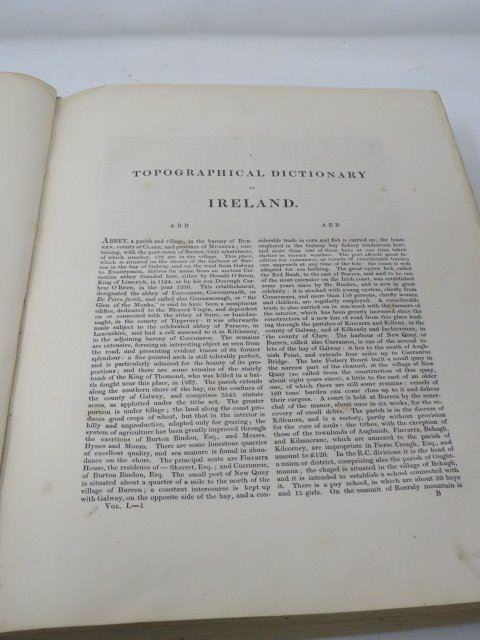 A
TOPOGRAPHICAL DICTIONARY
OF
IRELAND.
ABB
ABBEY, a parish and village, in the barony of BUR-
REN, county of CLARE, and province of MUNSTER; con-
taining, with the post-town of Burren, 2493 inhabitants,
of which number, 128 are in the village. This place,
which is situated on the shore of the harbour of Bur-
ren in the bay of Galway, and on the road from Galway
to Ennistymon, derives its name from an ancient Cis-
tertian abbey founded here, either by Donald O'Brien,
King of Limerick, in 1194, or by his son Donough Car-
brac O'Brien, in the year 1200. This establishment,
designated the abbey of Corcomroe, Corcomruadh, or
De Petra fertili, and called also Gounamonagh, or "the
Glen of the Monks," is said to have been a sumptuous
edifice, dedicated to the Blessed Virgin, and dependent
on or connected with the abbey of Suire, or Innislau-
naght, in the county of Tipperary: it was afterwards
made subject to the celebrated abbey of Furness, in
Lancashire, and had a cell annexed to it in Kilshanny,
in the adjoining barony of Corcomroe. The remains
are extensive, forming an interesting object as seen from
the road, and presenting evident traces of its former
splendour: a fine pointed arch is still tolerably perfect,
and is particularly admired for the beauty of its pro-
portions; and there are some remains of the stately
tomb of the King of Thomond, who was killed in a bat-
tle fought near this place, in 1267. The parish extends
along the southern shore of the bay, on the confines of
the county of Galway, and comprises 5545 statute
acres, as applotted under the tithe act. The greater
portion is under tillage; the land along the coast pro-
duces good crops of wheat, but that in the interior is
hilly and unproductive, adapted only for grazing; the
system of agriculture has been greatly improved through
the exertions of Burton Bindon, Esq., and Messrs.
Hynes and Moran. There are some limestone quarries
of excellent quality, and sea manure is found in abun-
dance on the shore. The principal seats are Finvarra
House, the residence of — Skerret, Esq.; and Curranroe,
of Burton Bindon, Esq. The small port of New Quay
is situated about a quarter of a mile to the north of the
village of Burren; a constant intercourse is kept up
with Galway, on the opposite side of the bay, and a con-
VOL. I.—1
ABB
siderable trade in corn and fish is carried on; the boats
employed in the Galway bay fishery rendezvous here,
and more than 100 of them have at one time taken
shelter in stormy weather. The port affords great fa-
cilities for commerce, as vessels of considerable burden
can approach at any time of the tide: the coast is well
adapted for sea bathing. The great oyster bed, called
the Red Bank, to the east of Burren, and said to be one
of the most extensive on the Irish coast, was established
some years since by Mr. Bindon, and is now in great
celebrity: it is stocked with young oysters, chiefly from
Connemara, and more than 150 persons, chiefly women
and children, are regularly employed. A considerable
trade is also carried on in sea-weed with the farmers of
the interior, which has been greatly increased since the
construction of a new line of road from this place lead-
ing through the parishes of Kinvarra and Killeny, in the
county of Galway, and of Killeada and Inchicronan, in
the county of Clare. The harbour of New Quay, or
Burren, called also Curranroe, is one of the several in-
lets of the bay of Galway: it lies to the south of Augh-
nish Point, and extends four miles up to Curranroe
Bridge. The late Fishery Board built a small quay in
the narrow part of the channel, at the village of New
Quay (so called from the construction of this quay,
about eight years since), a little to the east of an older
one, of which there are still some remains: vessels of
100 tons' burden can come close up to it and deliver
their cargoes. A court is held at Burren by the sene-
schal of the manor, about once in six weeks, for the re-
covery of small debts. The parish is in the diocese of
Kilfenora, and is a rectory, partly without provision
for the cure of souls: the tithes, with the exception of
those of the townlands of Aughnish, Finvarra, Behagh,
and Kilmacrane, which are annexed to the parish of
Kilcorney, are impropriate in Pierse Creagh, Esq., and
amount to £120. In the R.C. divisions it is the head of
a union or district, comprising also the parish of Ought-
manna; the chapel is situated in the village of Behagh,
and it is intended to establish a school connected with
it. There is a pay school, in which are about 30 boys
and 15 girls. On the summit of Rosraly mountain is
B